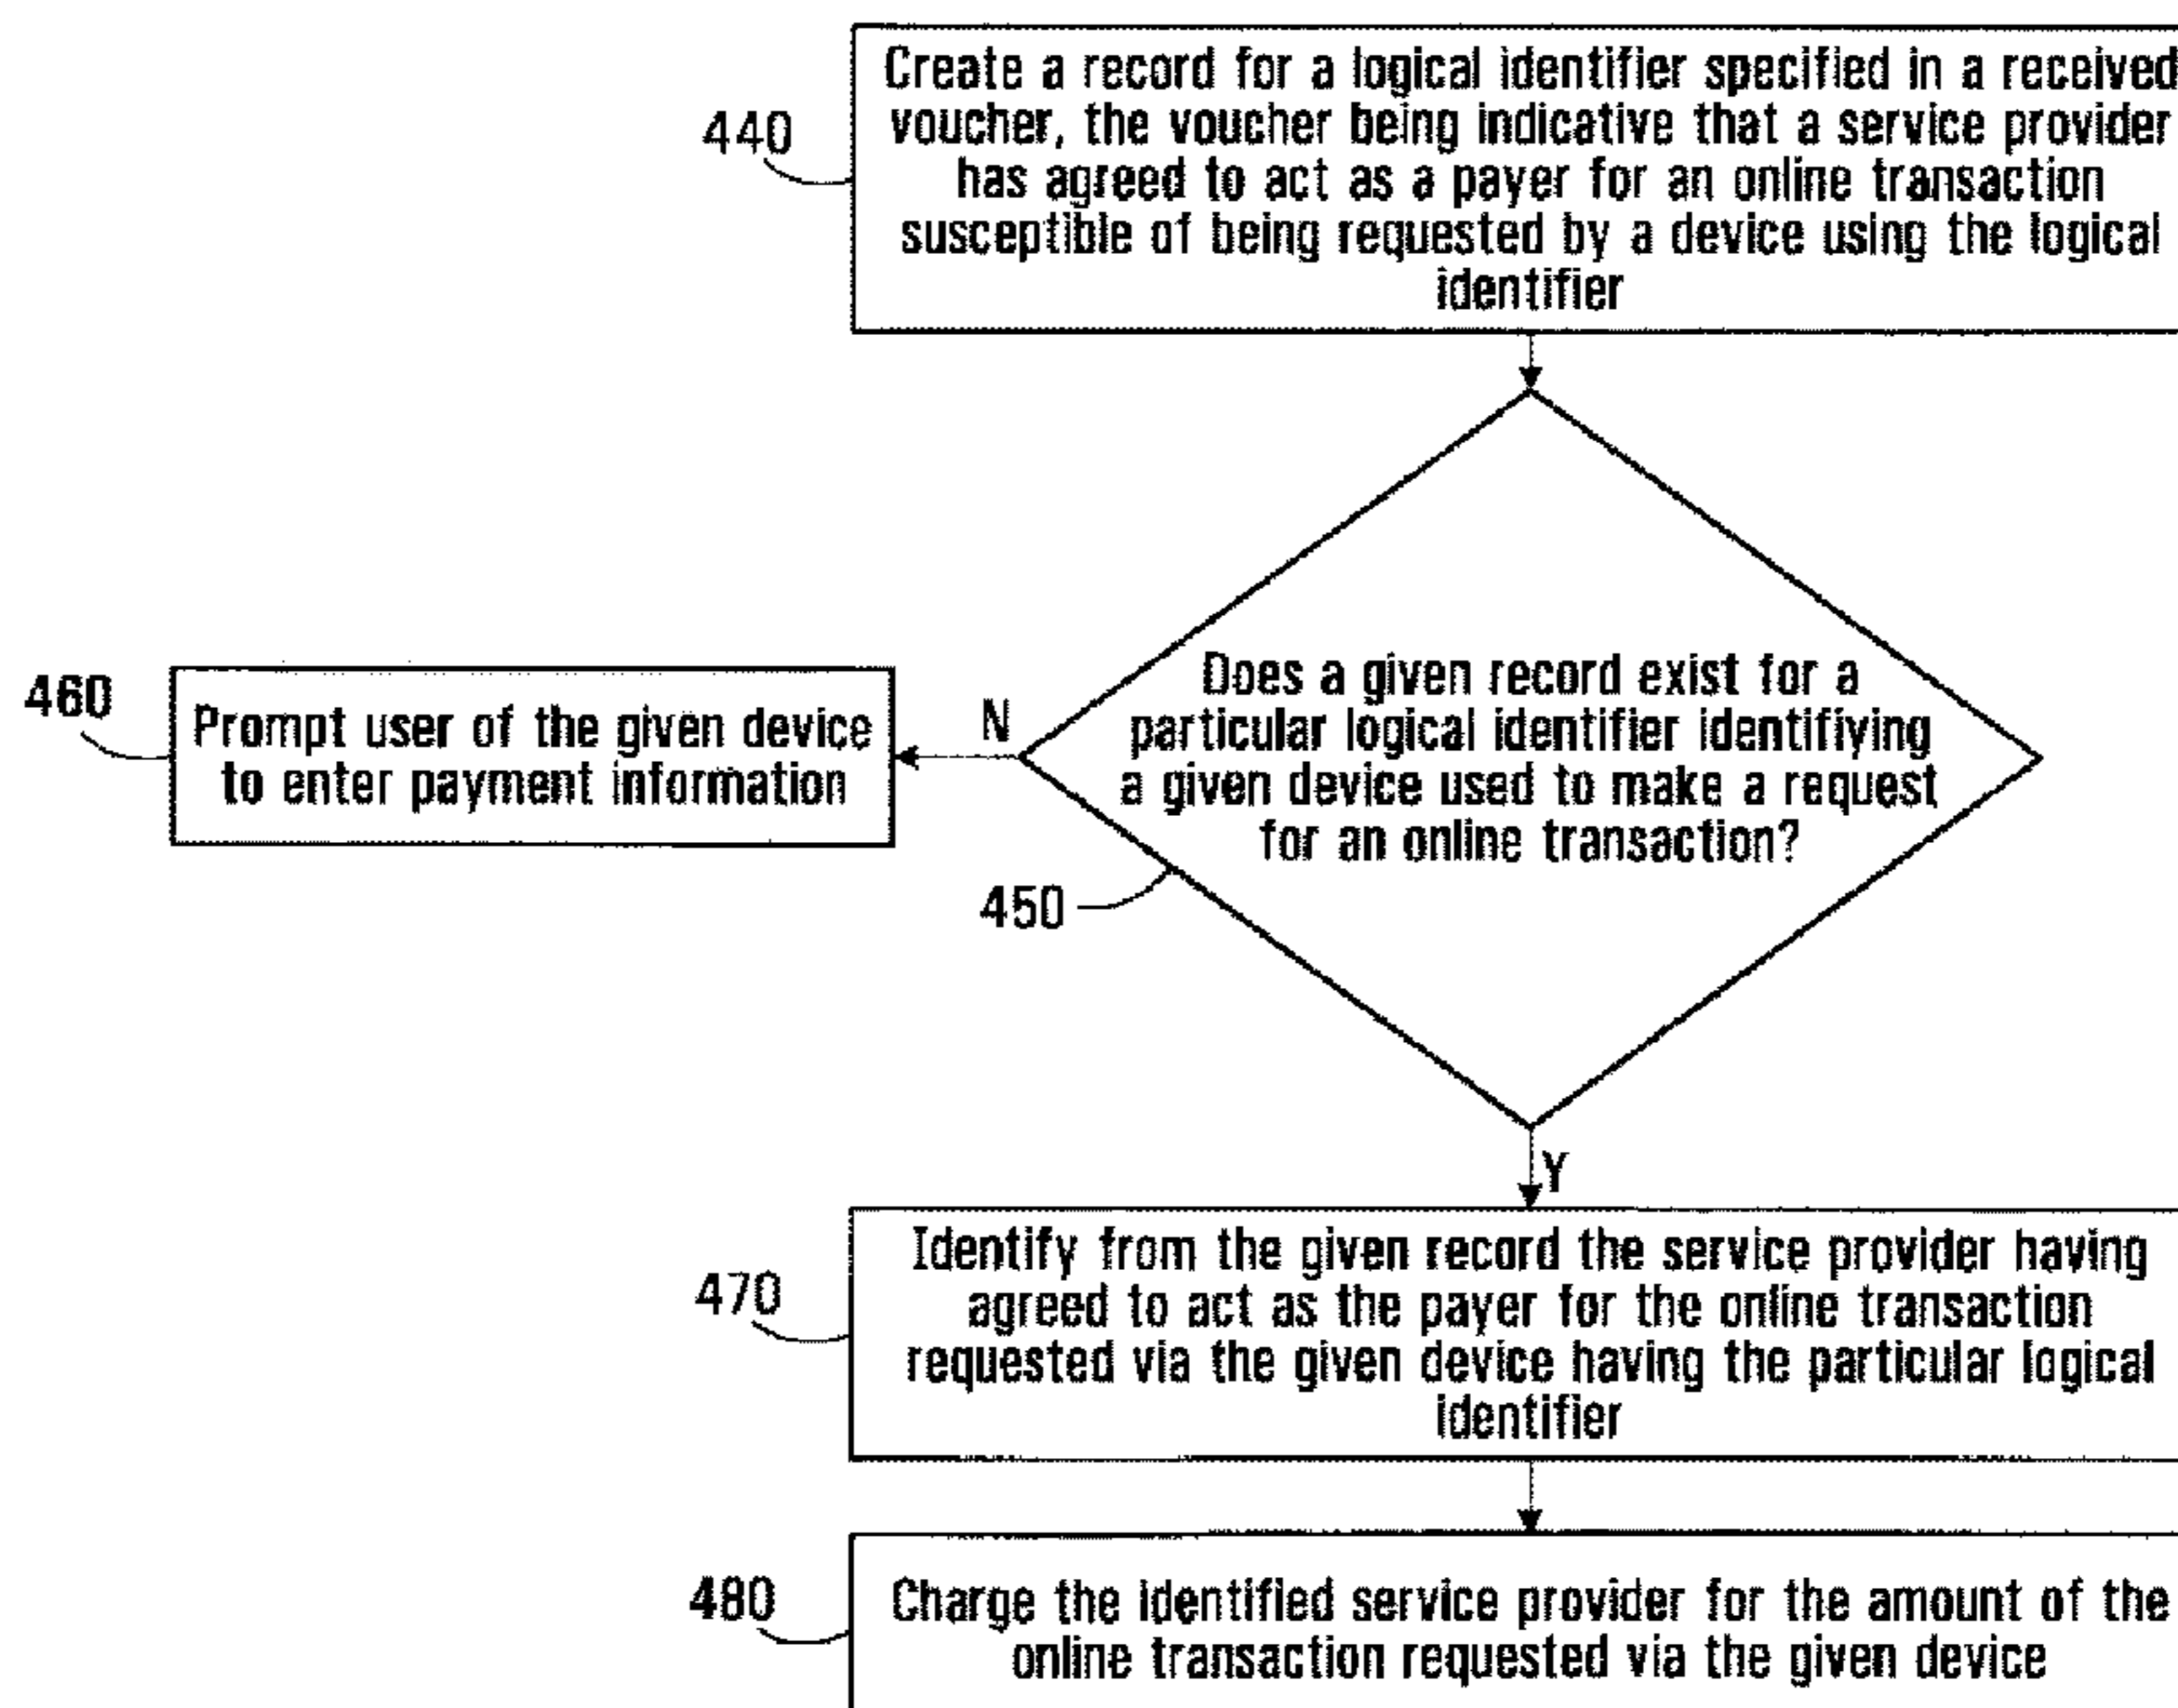 Create a record for a logical identifier specified in a received
voucher, the voucher being indicative that a service provider
has agreed to act as a payer for an online transaction
susceptible of being requested by a device using the logical
identifier
440
Does a given record exist for a
particular logical identifier identifiying
a given device used to make a request
for an online transaction?
450
N
460
Prompt user of the given device
to enter payment information
Y
Identify from the given record the service provider having
agreed to act as the payer for the online transaction
requested via the given device having the particular logical
identifier
470
Charge the identified service provider for the amount of the
online transaction requested via the given device
480